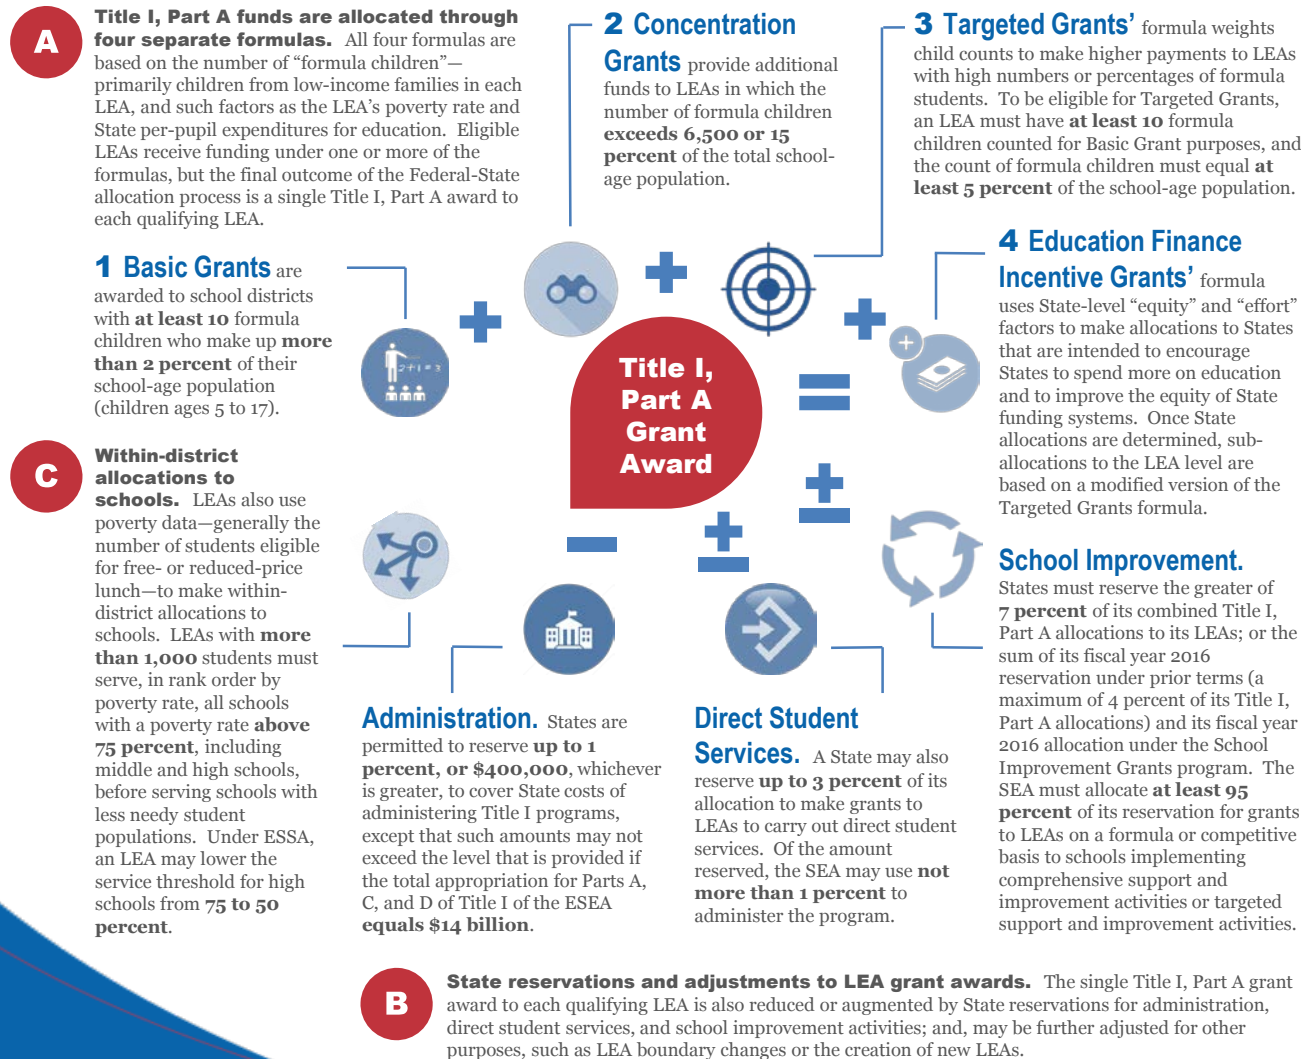 A
Title I, Part A funds are allocated through
four separate formulas. All four formulas are
based on the number of “formula children”—
primarily children from low-income families in each
LEA, and such factors as the LEA’s poverty rate and
State per-pupil expenditures for education. Eligible
LEAs receive funding under one or more of the
formulas, but the final outcome of the Federal-State
allocation process is a single Title I, Part A award to
each qualifying LEA.
1 Basic Grants are
awarded to school districts
with at least 10 formula
children who make up more
than 2 percent of their
school-age population
(children ages 5 to 17).
2 Concentration
Grants provide additional
funds to LEAs in which the
number of formula children
exceeds 6,500 or 15
percent of the total school-
age population.
3 Targeted Grants’ formula weights
child counts to make higher payments to LEAs
with high numbers or percentages of formula
students. To be eligible for Targeted Grants,
an LEA must have at least 10 formula
children counted for Basic Grant purposes, and
the count of formula children must equal at
least 5 percent of the school-age population.
4 Education Finance
Incentive Grants’ formula
uses State-level “equity” and “effort”
factors to make allocations to States
that are intended to encourage
States to spend more on education
and to improve the equity of State
funding systems. Once State
allocations are determined, sub-
allocations to the LEA level are
based on a modified version of the
Targeted Grants formula.
2+1=3
Title I,
Part A
Grant
Award
C
Within-district
allocations to
schools. LEAs also use
poverty data—generally the
number of students eligible
for free- or reduced-price
lunch—to make within-
district allocations to
schools. LEAs with more
than 1,000 students must
serve, in rank order by
poverty rate, all schools
with a poverty rate above
75 percent, including
middle and high schools,
before serving schools with
less needy student
populations. Under ESSA,
an LEA may lower the
service threshold for high
schools from 75 to 50
percent.
Administration. States are
permitted to reserve up to 1
percent, or $400,000, whichever
is greater, to cover State costs of
administering Title I programs,
except that such amounts may not
exceed the level that is provided if
the total appropriation for Parts A,
C, and D of Title I of the ESEA
equals $14 billion.
Direct Student
Services. A State may also
reserve up to 3 percent of its
allocation to make grants to
LEAs to carry out direct student
services. Of the amount
reserved, the SEA may use not
more than 1 percent to
administer the program.
School Improvement.
States must reserve the greater of
7 percent of its combined Title I,
Part A allocations to its LEAs; or the
sum of its fiscal year 2016
reservation under prior terms (a
maximum of 4 percent of its Title I,
Part A allocations) and its fiscal year
2016 allocation under the School
Improvement Grants program. The
SEA must allocate at least 95
percent of its reservation for grants
to LEAs on a formula or competitive
basis to schools implementing
comprehensive support and
improvement activities or targeted
support and improvement activities.
B
State reservations and adjustments to LEA grant awards. The single Title I, Part A grant
award to each qualifying LEA is also reduced or augmented by State reservations for administration,
direct student services, and school improvement activities; and, may be further adjusted for other
purposes, such as LEA boundary changes or the creation of new LEAs.